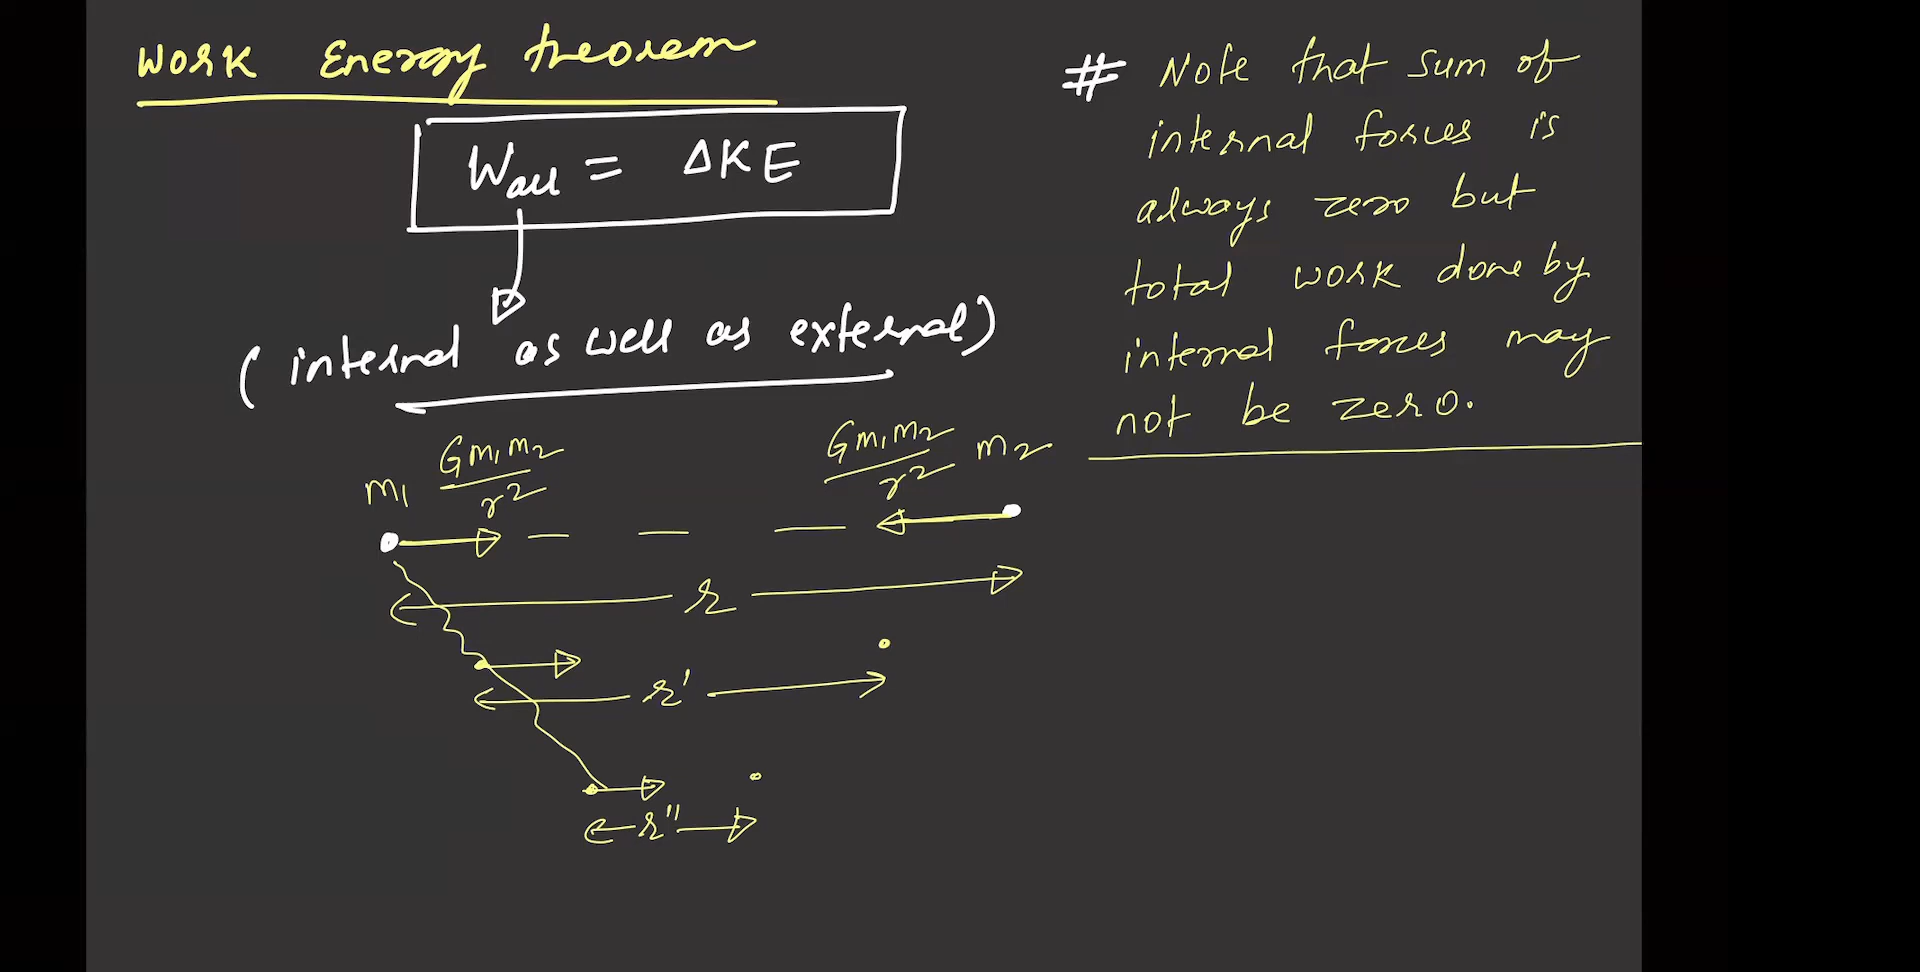 Work Energy theorem
Wall = ΔKE
(internal as well as external)
# Note that sum of
internal forces is
always zero but
total work done by
internal forces may
not be zero.
m1 Gm1m2/r2 Gm1m2/r2 m2
r
r'
r''